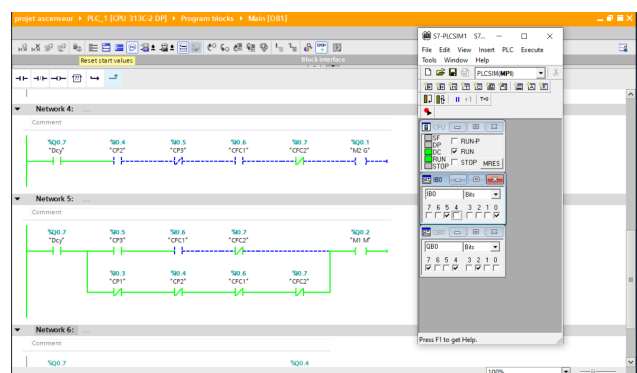 projet ascenseur ▸ PLC_1 [CPU 313C-2 DP] ▸ Program blocks ▸ Main [OB1]
Reset start values
Block interface
Network 4: ....
Comment
%Q0.7 %I0.4 %I0.5 %I0.6 %I0.7 %Q0.1
"Dcy" "CP2" "CP3" "CFC1" "CFC2" "M2 G"
Network 5: ....
Comment
%Q0.7 %I0.5 %I0.6 %I0.7 %Q0.2
"Dcy" "CP3" "CFC1" "CFC2" "M1 M"
%I0.3 %I0.4 %I0.6 %I0.7
"CP1" "CP2" "CFC1" "CFC2"
Network 6: ....
Comment
%Q0.7 %Q0.4
100%
S7-PLCSIM1 S7...
File Edit View Insert PLC Execute
Tools Window Help
PLCSIM(MPI)
+1 T=0
CPU
SF
DP RUN-P
DC RUN
RUN
STOP STOP MRES
IB0
IB0 Bits
7 6 5 4 3 2 1 0
QB0
QB0 Bits
7 6 5 4 3 2 1 0
Press F1 to get Help.